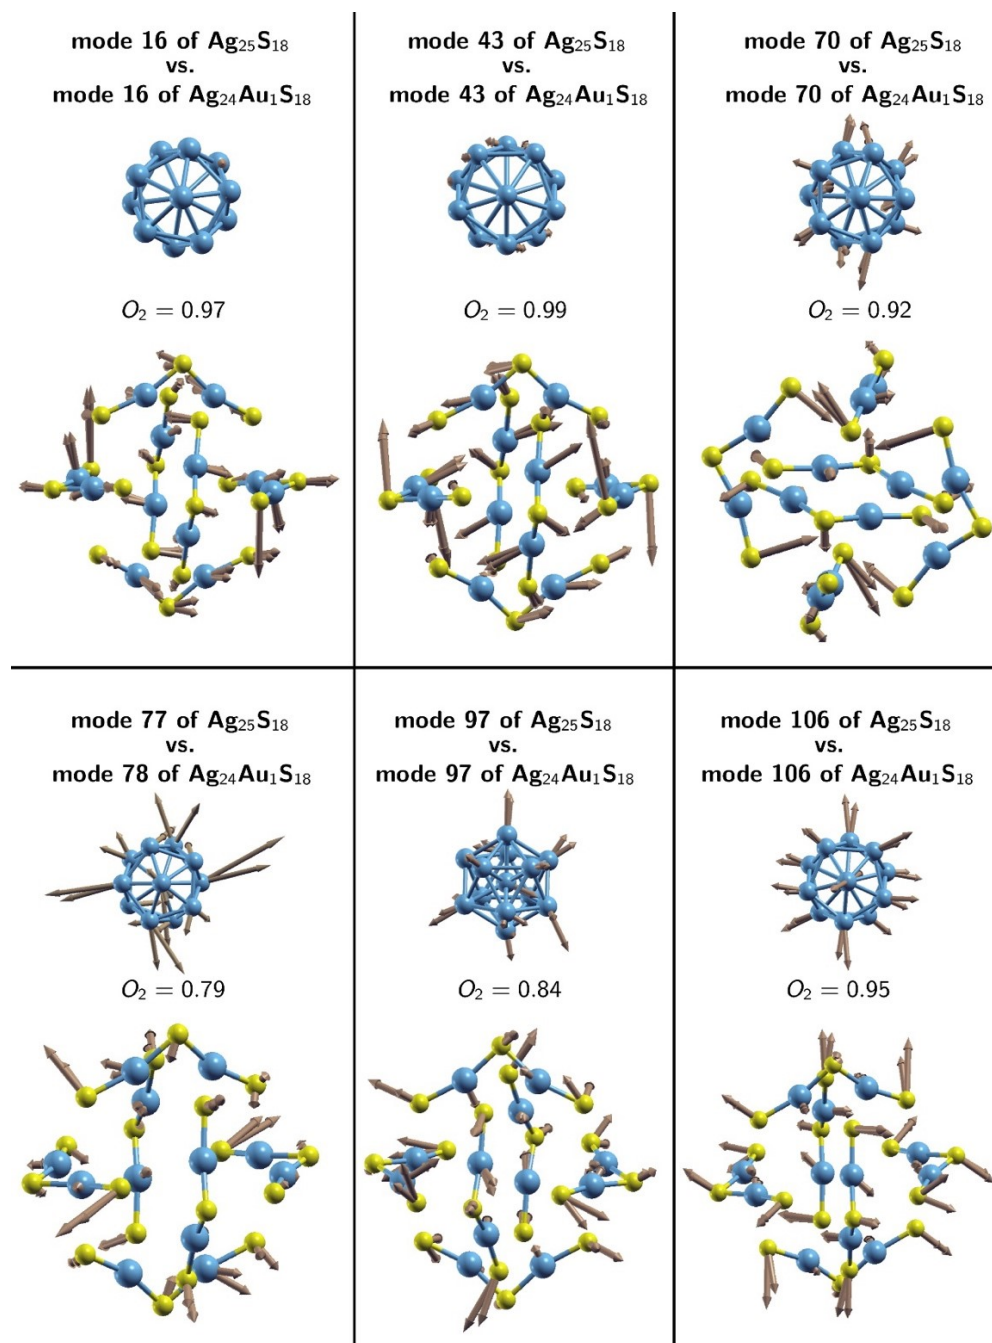 mode 16 of Ag₂₅S₁₈
vs.
mode 16 of Ag₂₄Au₁S₁₈
O₂ = 0.97
mode 43 of Ag₂₅S₁₈
vs.
mode 43 of Ag₂₄Au₁S₁₈
O₂ = 0.99
mode 70 of Ag₂₅S₁₈
vs.
mode 70 of Ag₂₄Au₁S₁₈
O₂ = 0.92
mode 77 of Ag₂₅S₁₈
vs.
mode 78 of Ag₂₄Au₁S₁₈
O₂ = 0.79
mode 97 of Ag₂₅S₁₈
vs.
mode 97 of Ag₂₄Au₁S₁₈
O₂ = 0.84
mode 106 of Ag₂₅S₁₈
vs.
mode 106 of Ag₂₄Au₁S₁₈
O₂ = 0.95